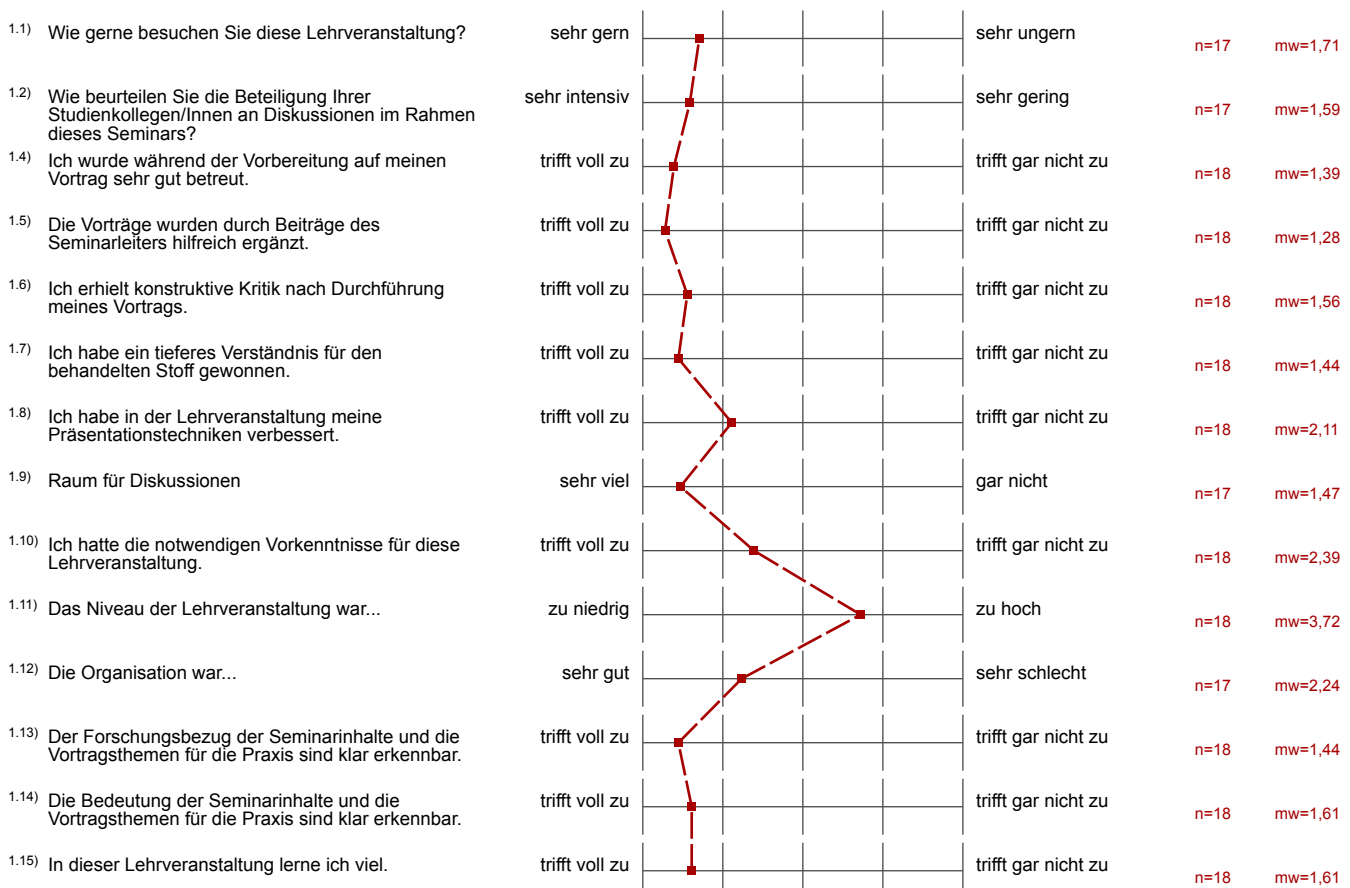 1.1) Wie gerne besuchen Sie diese Lehrveranstaltung? sehr gern sehr ungern n=17 mw=1,71
1.2) Wie beurteilen Sie die Beteiligung Ihrer sehr intensiv sehr gering n=17 mw=1,59
Studienkollegen/Innen an Diskussionen im Rahmen
dieses Seminars?
1.4) Ich wurde während der Vorbereitung auf meinen trifft voll zu trifft gar nicht zu n=18 mw=1,39
Vortrag sehr gut betreut.
1.5) Die Vorträge wurden durch Beiträge des trifft voll zu trifft gar nicht zu n=18 mw=1,28
Seminarleiters hilfreich ergänzt.
1.6) Ich erhielt konstruktive Kritik nach Durchführung trifft voll zu trifft gar nicht zu n=18 mw=1,56
meines Vortrags.
1.7) Ich habe ein tieferes Verständnis für den trifft voll zu trifft gar nicht zu n=18 mw=1,44
behandelten Stoff gewonnen.
1.8) Ich habe in der Lehrveranstaltung meine trifft voll zu trifft gar nicht zu n=18 mw=2,11
Präsentationstechniken verbessert.
1.9) Raum für Diskussionen sehr viel gar nicht n=17 mw=1,47
1.10) Ich hatte die notwendigen Vorkenntnisse für diese trifft voll zu trifft gar nicht zu n=18 mw=2,39
Lehrveranstaltung.
1.11) Das Niveau der Lehrveranstaltung war... zu niedrig zu hoch n=18 mw=3,72
1.12) Die Organisation war... sehr gut sehr schlecht n=17 mw=2,24
1.13) Der Forschungsbezug der Seminarinhalte und die trifft voll zu trifft gar nicht zu n=18 mw=1,44
Vortragsthemen für die Praxis sind klar erkennbar.
1.14) Die Bedeutung der Seminarinhalte und die trifft voll zu trifft gar nicht zu n=18 mw=1,61
Vortragsthemen für die Praxis sind klar erkennbar.
1.15) In dieser Lehrveranstaltung lerne ich viel. trifft voll zu trifft gar nicht zu n=18 mw=1,61